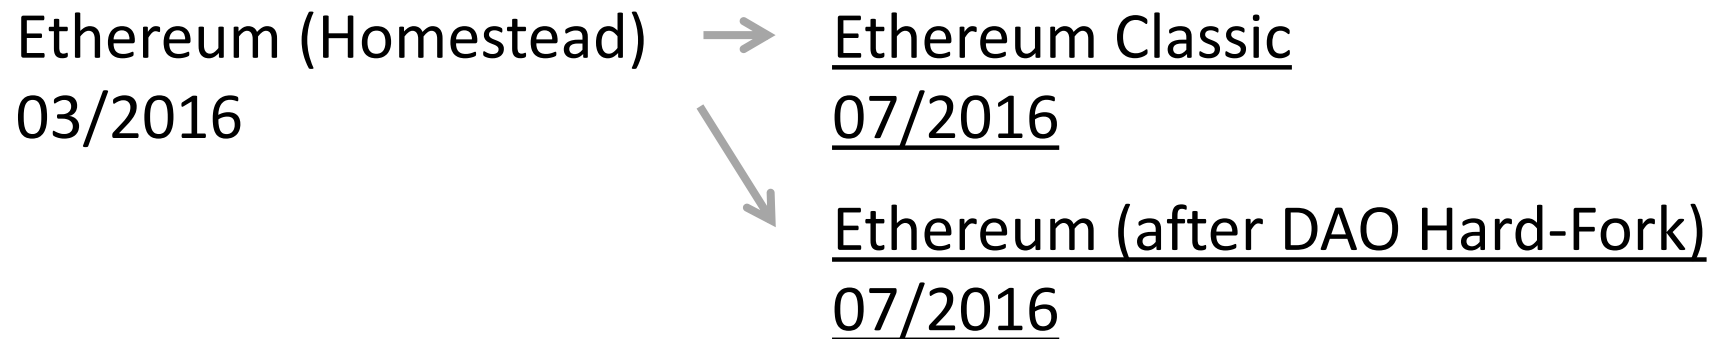 Ethereum (Homestead)
03/2016
Ethereum Classic
07/2016
Ethereum (after DAO Hard-Fork)
07/2016